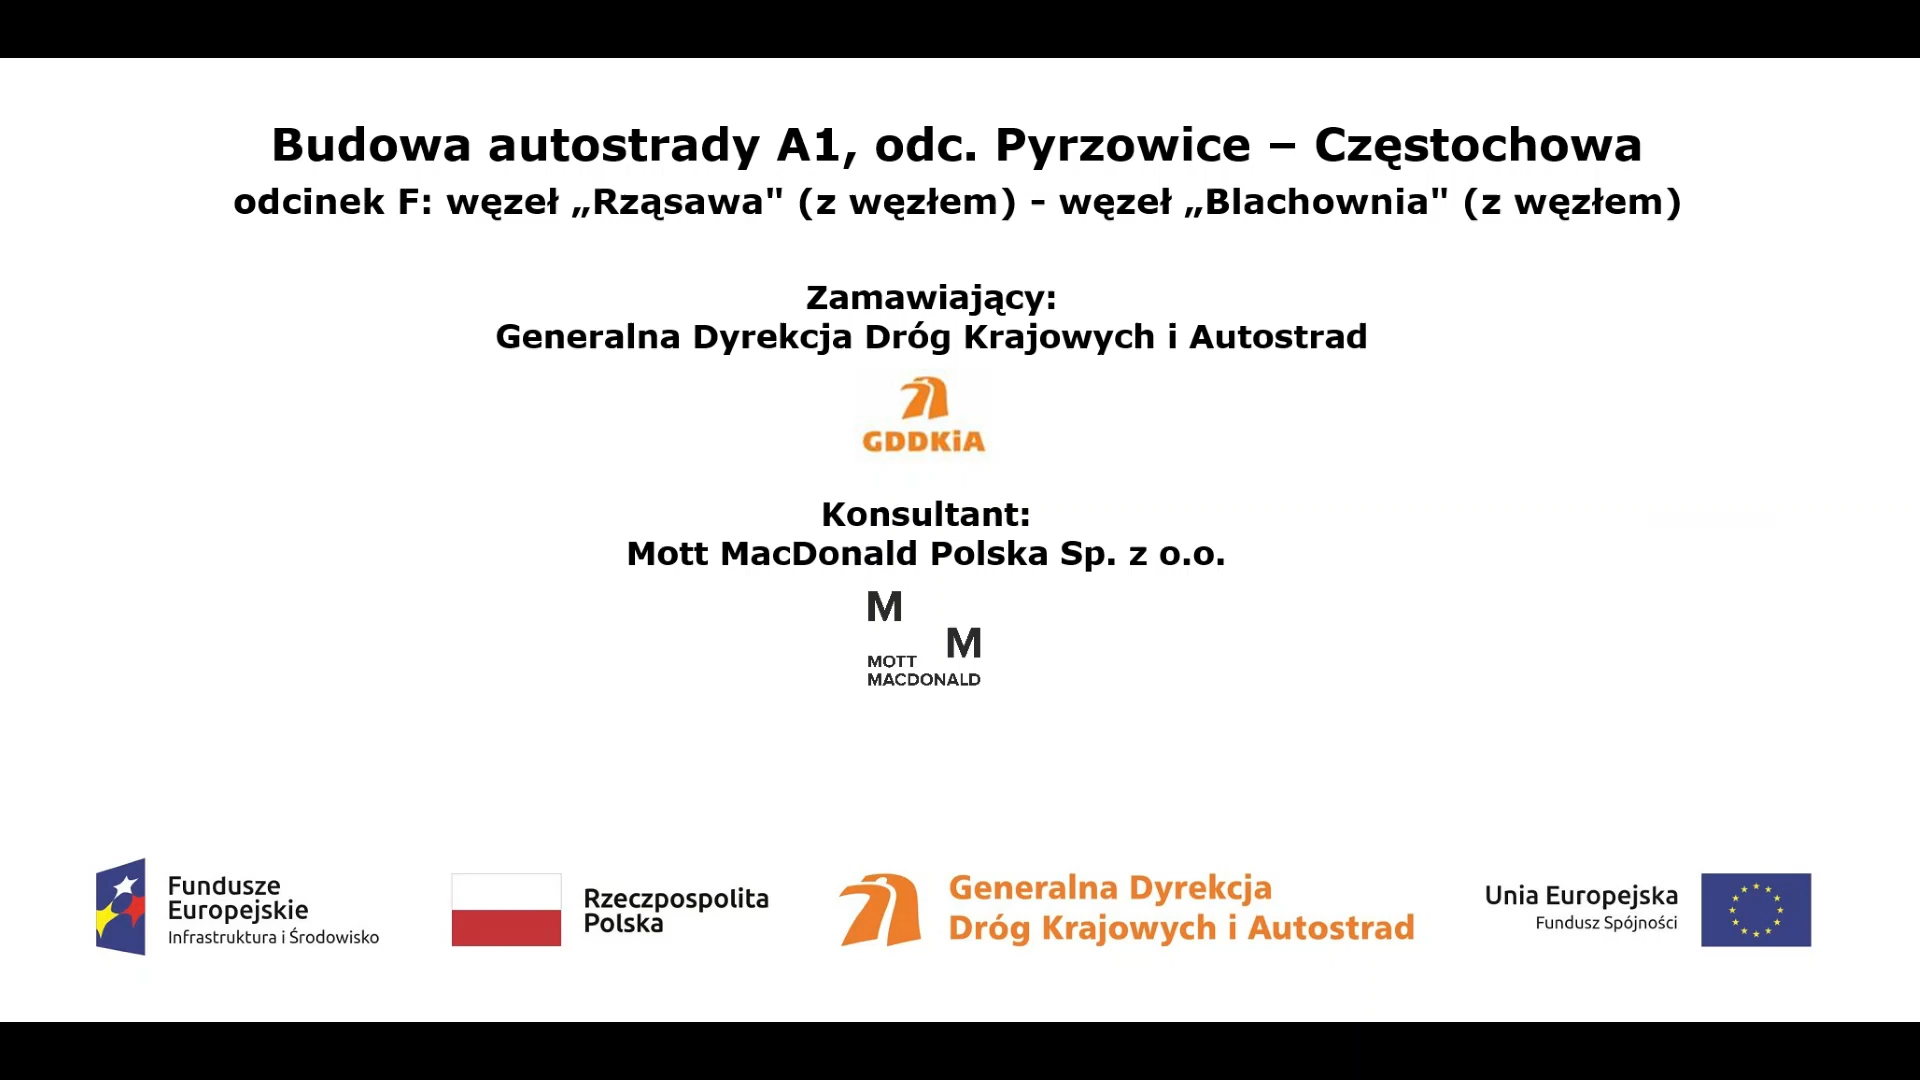 Budowa autostrady A1, odc. Pyrzowice – Częstochowa
odcinek F: węzeł „Rząsawa" (z węzłem) - węzeł „Blachownia" (z węzłem)
Zamawiający:
Generalna Dyrekcja Dróg Krajowych i Autostrad
GDDKiA
Konsultant:
Mott MacDonald Polska Sp. z o.o.
M
M
MOTT
MACDONALD
Fundusze
Europejskie
Infrastruktura i Środowisko
Rzeczpospolita
Polska
Generalna Dyrekcja
Dróg Krajowych i Autostrad
Unia Europejska
Fundusz Spójności